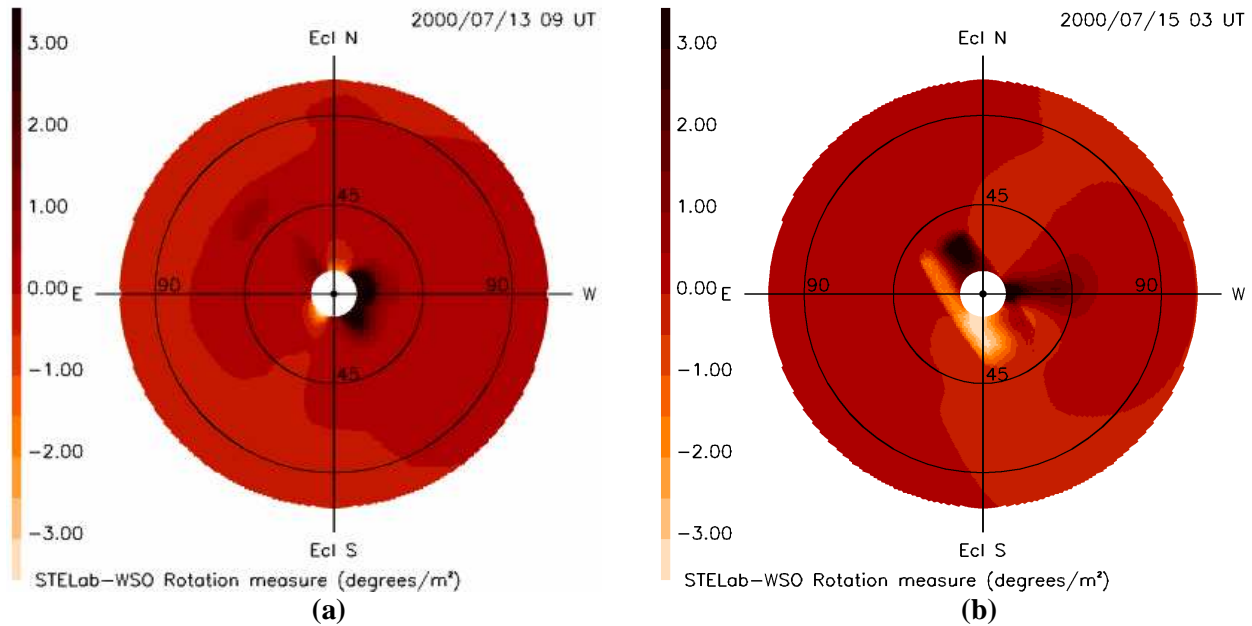 2000/07/13 09 UT
Ecl N
3.00
2.00
1.00
0.00
-1.00
-2.00
-3.00
45
90
90
E
W
45
Ecl S
STELab-WSO Rotation measure (degrees/m²)
(a)
2000/07/15 03 UT
Ecl N
3.00
2.00
1.00
0.00
-1.00
-2.00
-3.00
45
90
90
E
W
45
Ecl S
STELab-WSO Rotation measure (degrees/m²)
(b)